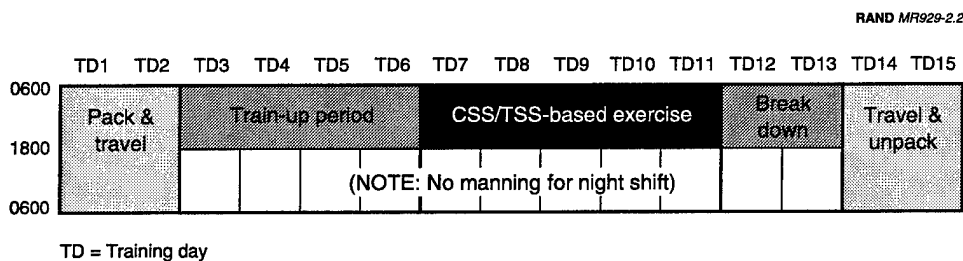 RAND MR929-2.2
TD1 TD2 TD3 TD4 TD5 TD6 TD7 TD8 TD9 TD10 TD11 TD12 TD13 TD14 TD15
0600
Pack &
travel
Train-up period
CSS/TSS-based exercise
Break
down
Travel &
unpack
1800
(NOTE: No manning for night shift)
0600
TD = Training day